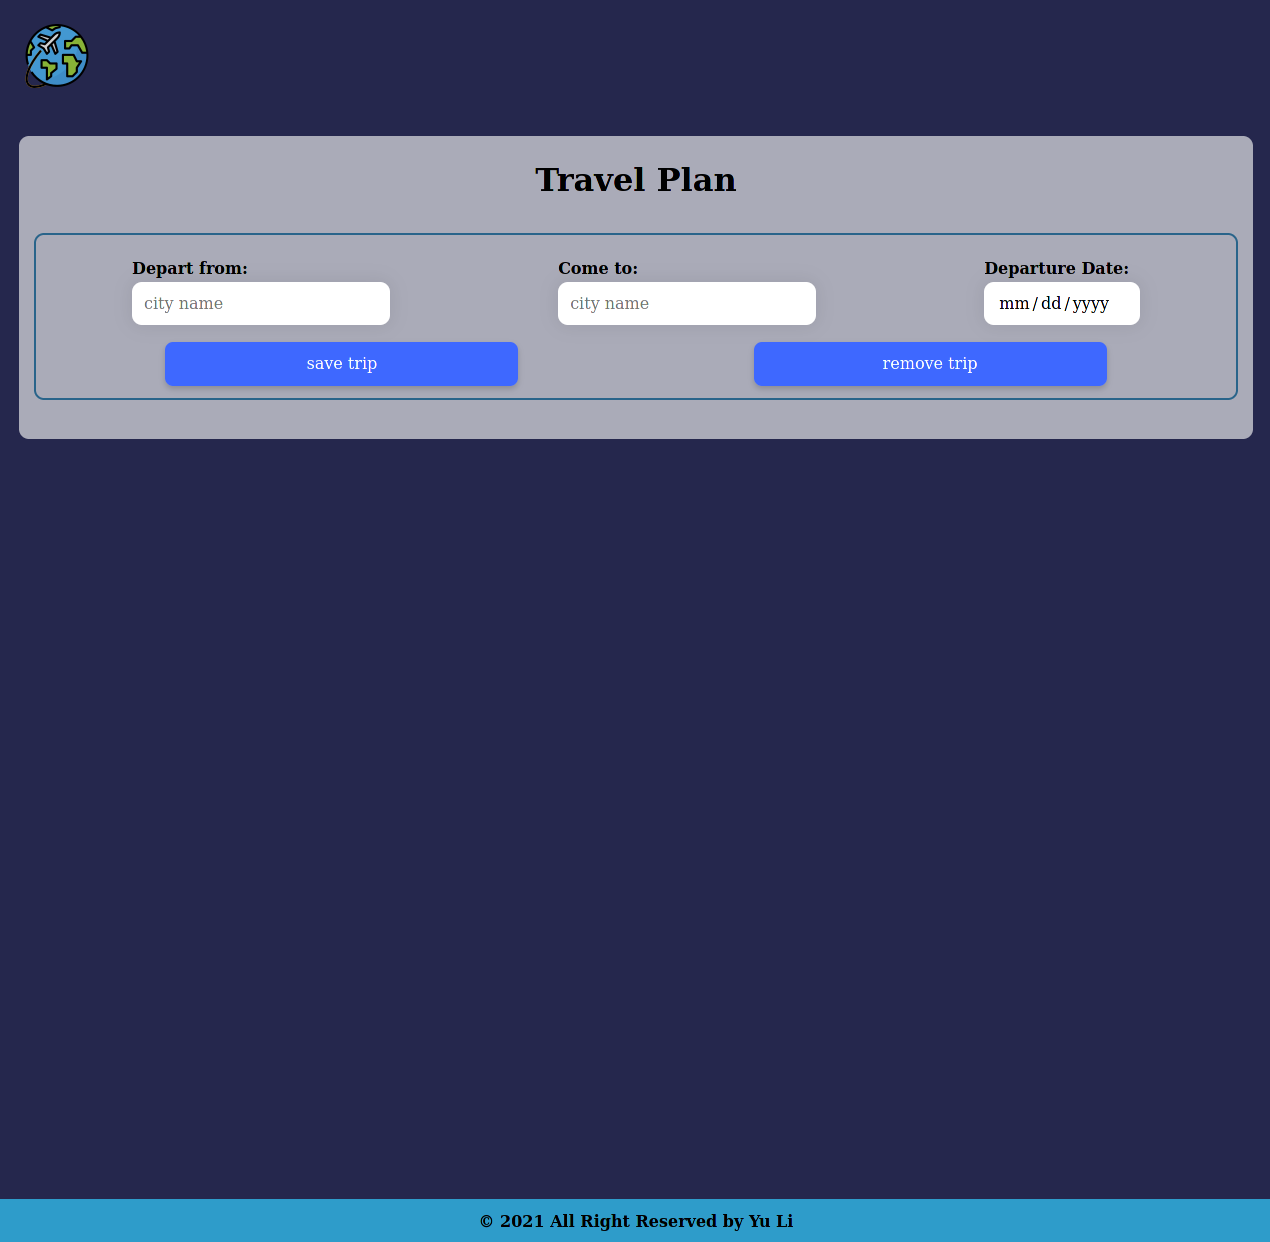 Travel Plan
Depart from:
Come to:
Departure Date:
city name
city name
mm/dd/yyyy
save trip
remove trip
© 2021 All Right Reserved by Yu Li